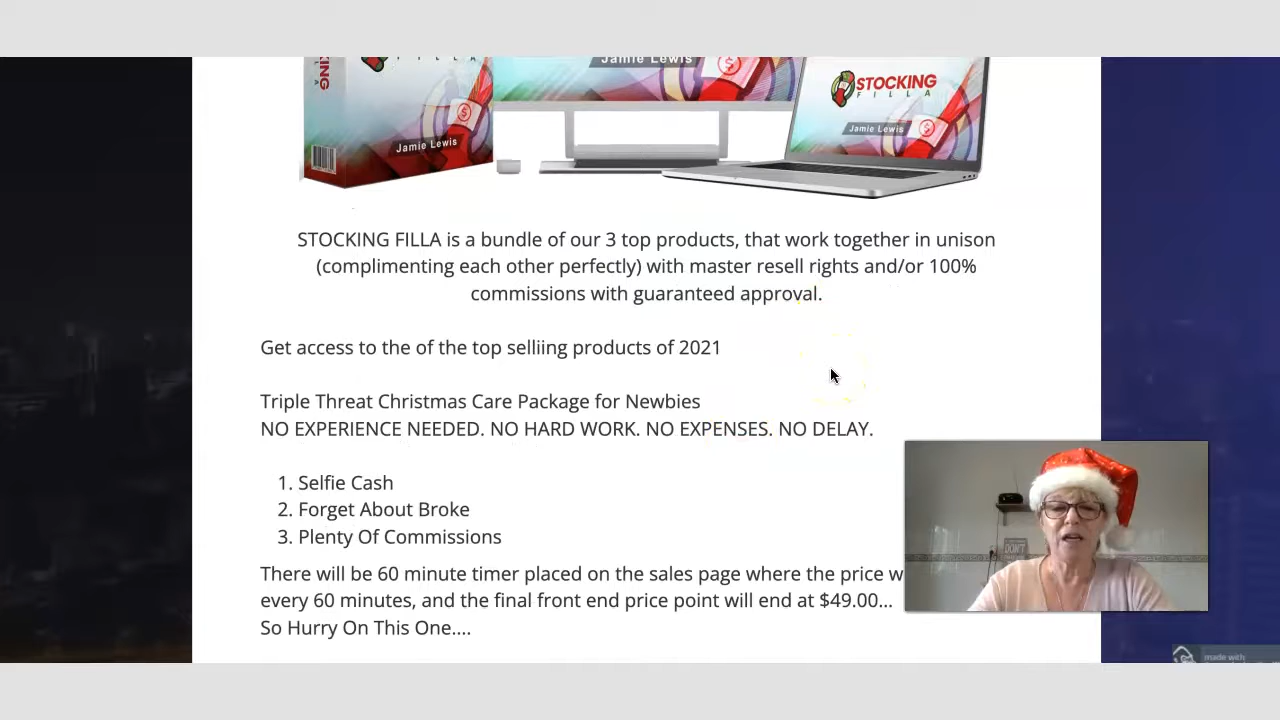 Jamie Lewis
STOCKING
FILLA
Jamie Lewis
Jamie Lewis
STOCKING FILLA is a bundle of our 3 top products, that work together in unison
(complimenting each other perfectly) with master resell rights and/or 100%
commissions with guaranteed approval.
Get access to the of the top selliing products of 2021
Triple Threat Christmas Care Package for Newbies
NO EXPERIENCE NEEDED. NO HARD WORK. NO EXPENSES. NO DELAY.
1. Selfie Cash
2. Forget About Broke
3. Plenty Of Commissions
There will be 60 minute timer placed on the sales page where the price w
every 60 minutes, and the final front end price point will end at $49.00...
So Hurry On This One....
DON'T
made with